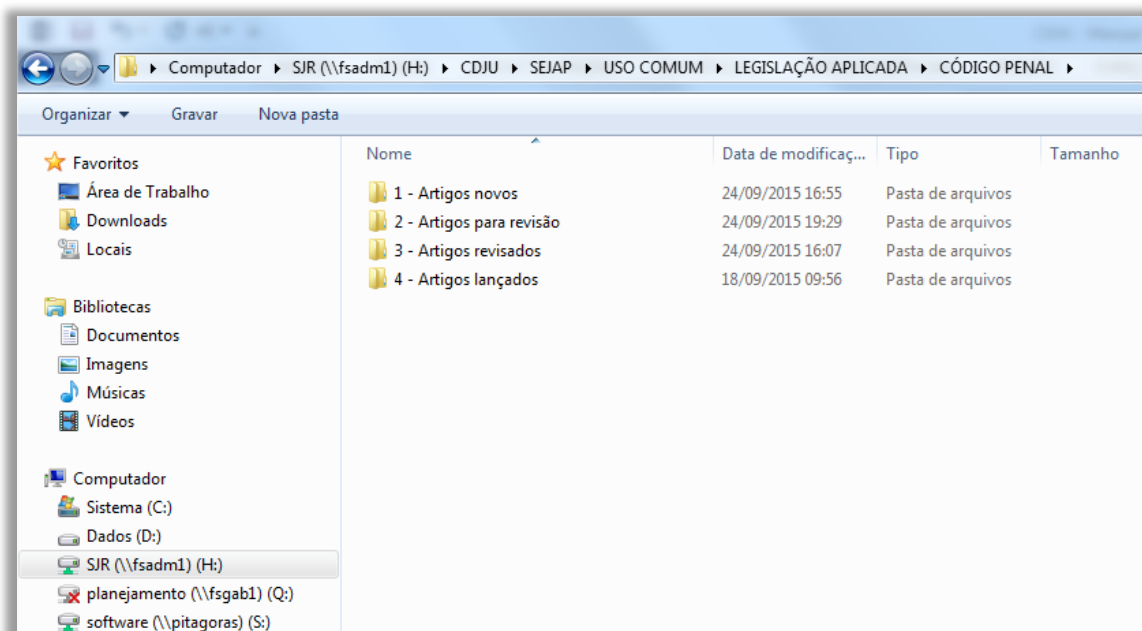 Computador SJR (\\fsadm1) (H:) CDJU SEJAP USO COMUM LEGISLAÇÃO APLICADA CÓDIGO PENAL
Organizar Gravar Nova pasta
Favoritos
Área de Trabalho
Downloads
Locais
Bibliotecas
Documentos
Imagens
Músicas
Vídeos
Computador
Sistema (C:)
Dados (D:)
SJR (\\fsadm1) (H:)
planejamento (\\fsgab1) (Q:)
software (\\pitagoras) (S:)
Nome Data de modificaç... Tipo Tamanho
1 - Artigos novos 24/09/2015 16:55 Pasta de arquivos
2 - Artigos para revisão 24/09/2015 19:29 Pasta de arquivos
3 - Artigos revisados 24/09/2015 16:07 Pasta de arquivos
4 - Artigos lançados 18/09/2015 09:56 Pasta de arquivos